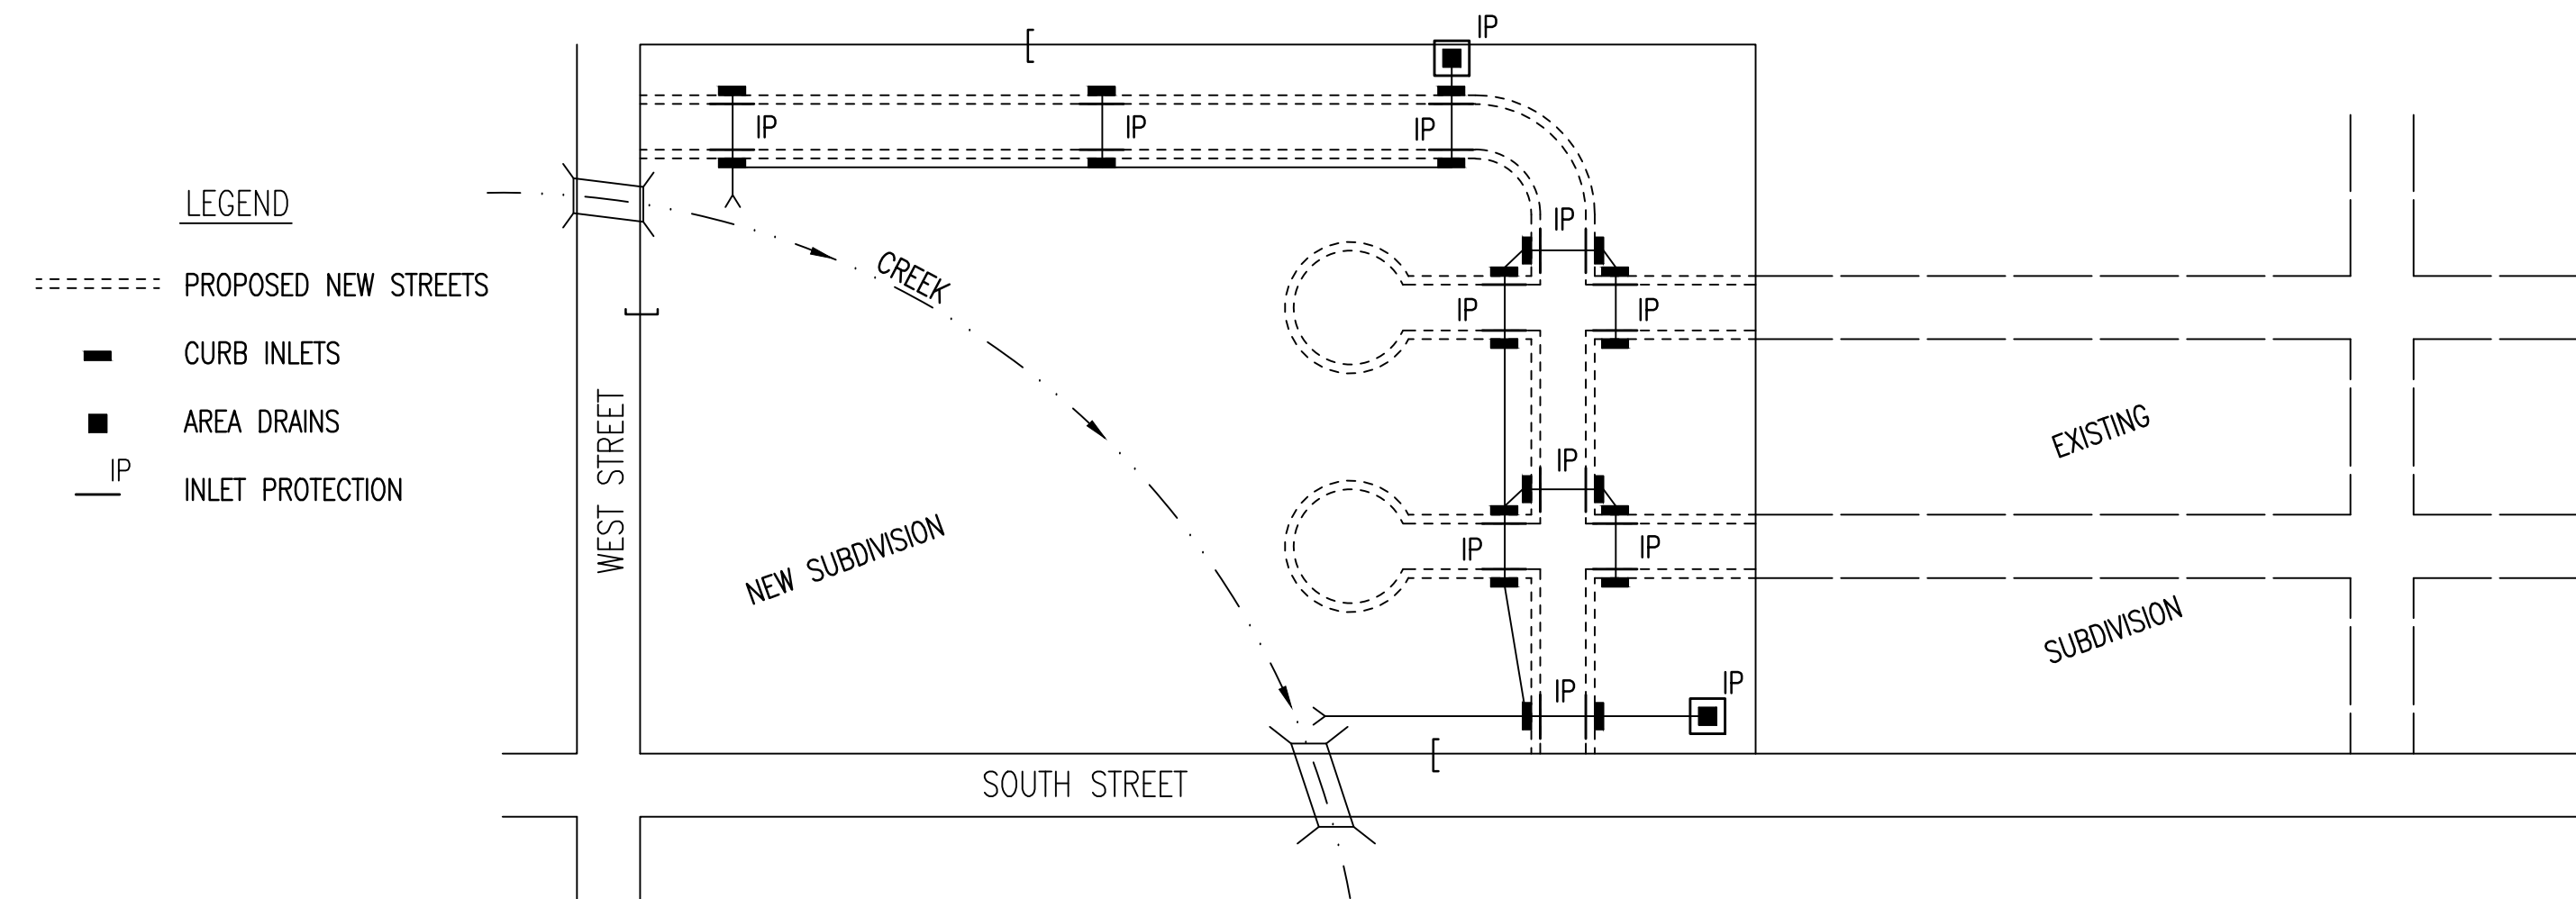 LEGEND
PROPOSED NEW STREETS
CURB INLETS
AREA DRAINS
IP
INLET PROTECTION
WEST STREET
IP
IP
IP
IP
CREEK
IP
IP
IP
NEW SUBDIVISION
IP
IP
IP
IP
IP
SOUTH STREET
EXISTING
SUBDIVISION